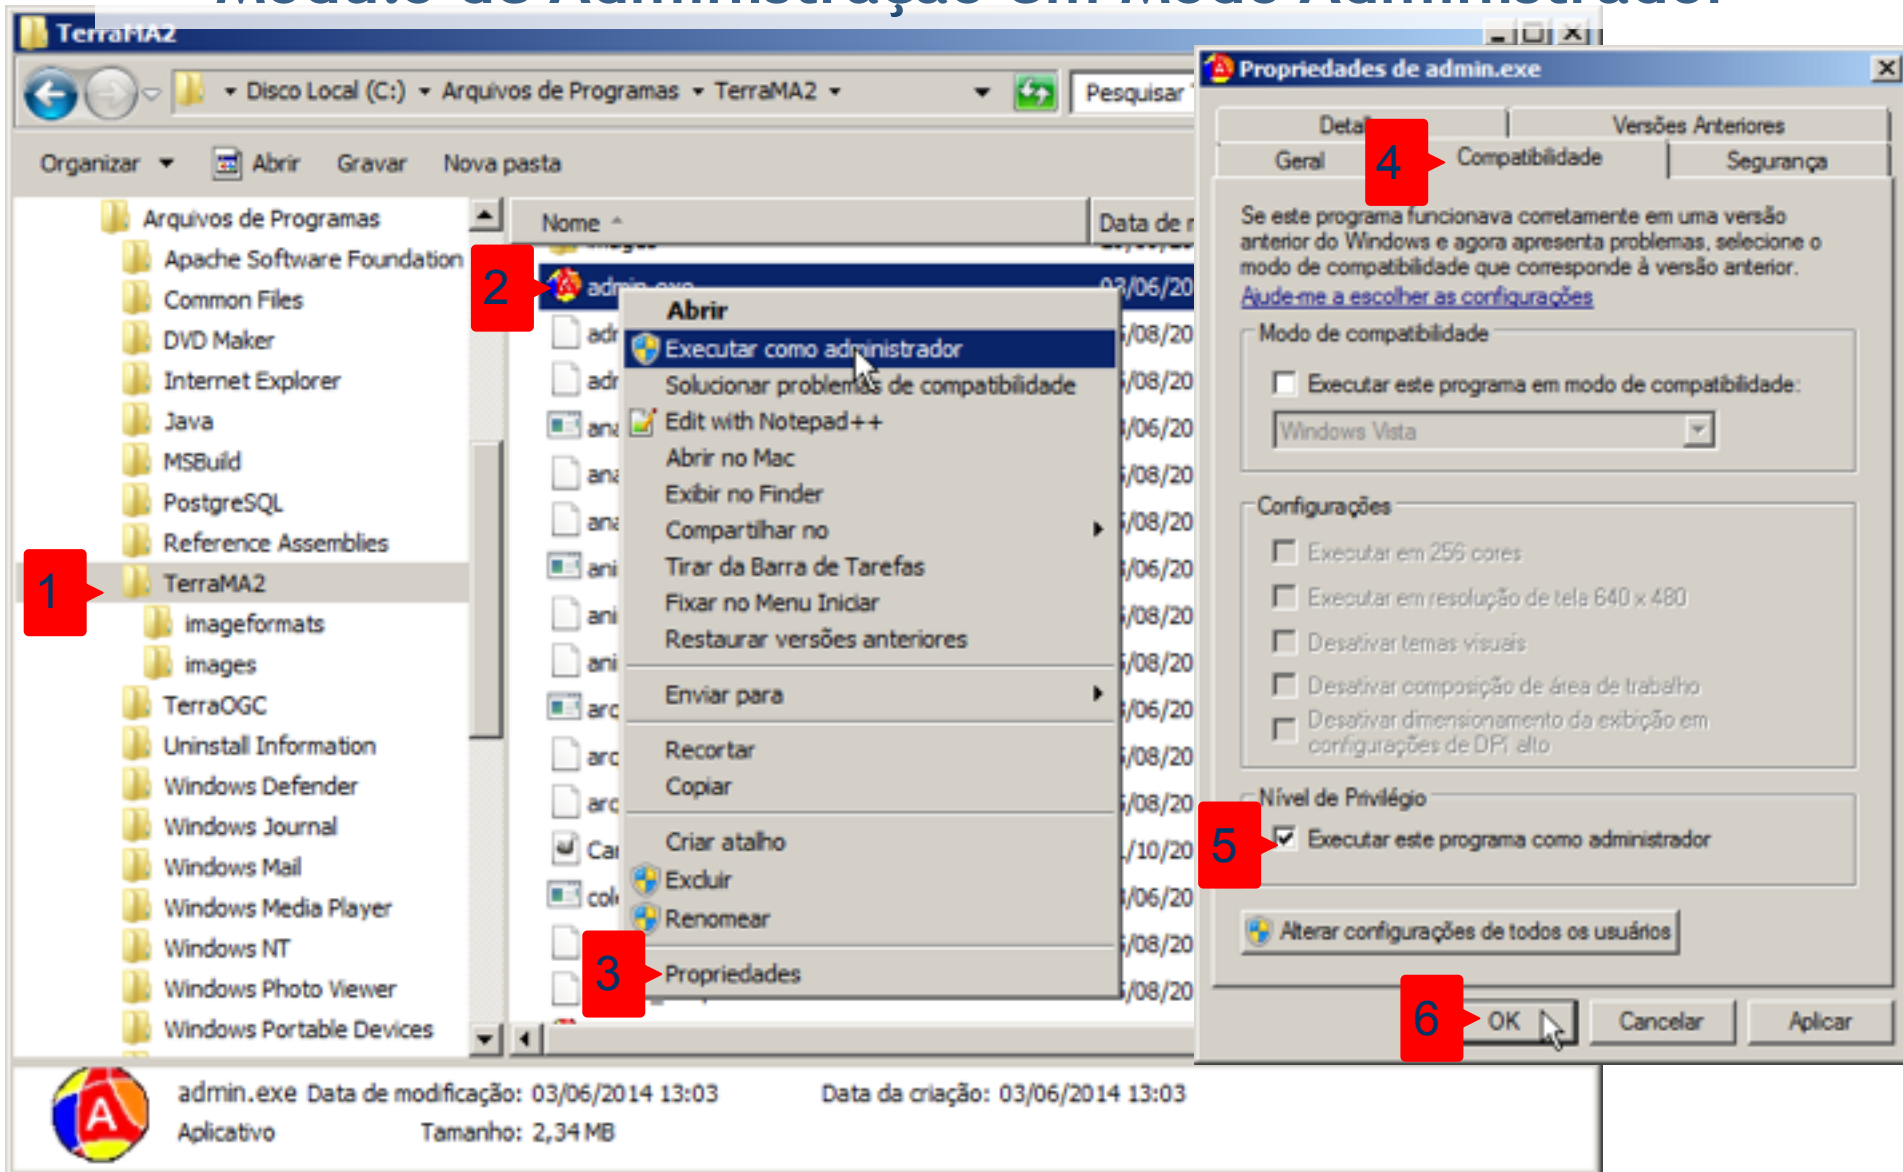 Módulo de Administração em Modo Administrador
TerraMA2
Disco Local (C:) Arquivos de Programas TerraMA2
Pesquisar
Organizar Abrir Gravar Nova pasta
Arquivos de Programas
Apache Software Foundation
Common Files
DVD Maker
Internet Explorer
Java
MSBuild
PostgreSQL
Reference Assemblies
1
TerraMA2
imageformats
images
TerraOGC
Uninstall Information
Windows Defender
Windows Journal
Windows Mail
Windows Media Player
Windows NT
Windows Photo Viewer
Windows Portable Devices
Nome
Data de
2
admin.exe
Abrir
Executar como administrador
Solucionar problemas de compatibilidade
Edit with Notepad++
Abrir no Mac
Exibir no Finder
Compartilhar no
Tirar da Barra de Tarefas
Fixar no Menu Iniciar
Restaurar versões anteriores
Enviar para
Recortar
Copiar
Criar atalho
Excluir
Renomear
3
Propriedades
Propriedades de admin.exe
Versões Anteriores
Geral
4
Compatibilidade
Segurança
Se este programa funcionava corretamente em uma versão
anterior do Windows e agora apresenta problemas, selecione o
modo de compatibilidade que corresponde à versão anterior.
Ajude-me a escolher as configurações
Modo de compatibilidade
Executar este programa em modo de compatibilidade:
Windows Vista
Configurações
Executar em 256 cores
Executar em resolução de tela 640 x 480
Desativar temas visuais
Desativar composição de área de trabalho
Desativar dimensionamento da exibição em
configurações de DPI alto
Nível de Privilégio
5
Executar este programa como administrador
Alterar configurações de todos os usuários
6
OK Cancelar Aplicar
admin.exe Data de modificação: 03/06/2014 13:03 Data da criação: 03/06/2014 13:03
Aplicativo Tamanho: 2,34 MB